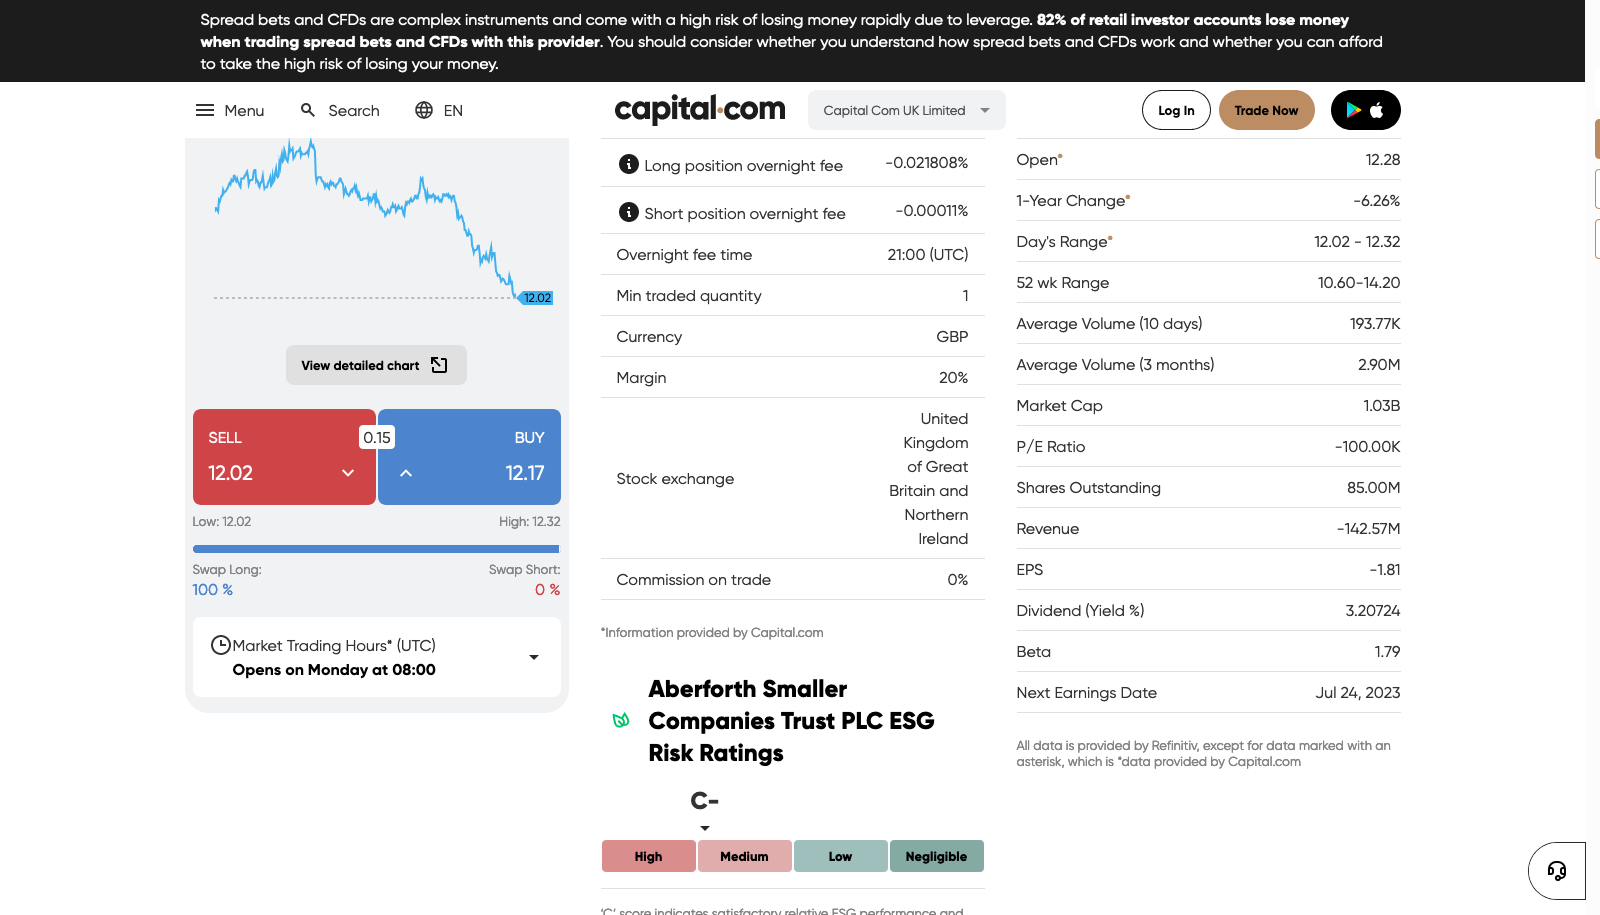 Spread bets and CFDs are complex instruments and come with a high risk of losing money rapidly due to leverage. 82% of retail investor accounts lose money
when trading spread bets and CFDs with this provider. You should consider whether you understand how spread bets and CFDs work and whether you can afford
to take the high risk of losing your money.
Menu
Search
EN
capital.com
Capital Com UK Limited
Log In
Trade Now
12.02
View detailed chart
SELL
0.15
BUY
12.02
12.17
Low: 12.02
High: 12.32
Swap Long:
Swap Short:
100 %
0 %
Market Trading Hours* (UTC)
Opens on Monday at 08:00
Long position overnight fee -0.021808%
Short position overnight fee -0.00011%
Overnight fee time 21:00 (UTC)
Min traded quantity 1
Currency GBP
Margin 20%
Stock exchange
United
Kingdom
of Great
Britain and
Northern
Ireland
Commission on trade 0%
*Information provided by Capital.com
Aberforth Smaller
Companies Trust PLC ESG
Risk Ratings
C-
High
Medium
Low
Negligible
'C' score indicates satisfactory relative ESG performance and
Open* 12.28
1-Year Change* -6.26%
Day's Range* 12.02 - 12.32
52 wk Range 10.60-14.20
Average Volume (10 days) 193.77K
Average Volume (3 months) 2.90M
Market Cap 1.03B
P/E Ratio -100.00K
Shares Outstanding 85.00M
Revenue -142.57M
EPS -1.81
Dividend (Yield %) 3.20724
Beta 1.79
Next Earnings Date Jul 24, 2023
All data is provided by Refinitiv, except for data marked with an
asterisk, which is *data provided by Capital.com